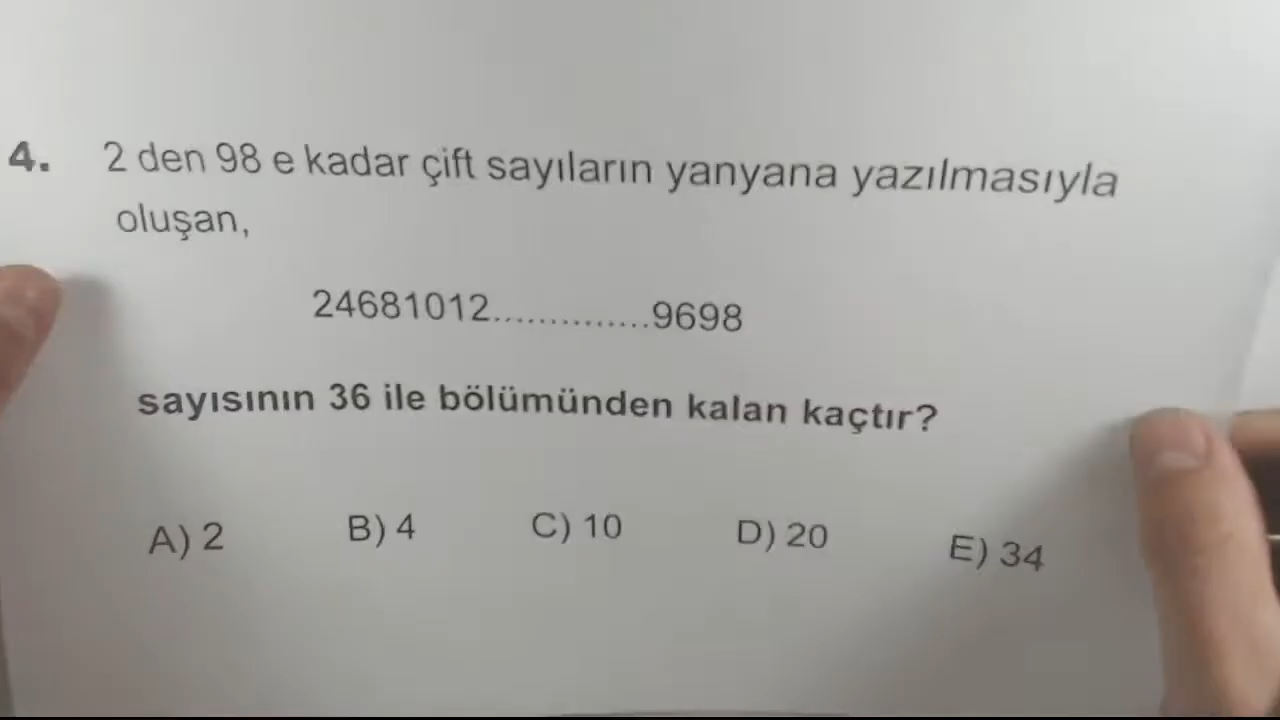 4. 2 den 98 e kadar çift sayıların yanyana yazılmasıyla
oluşan,
24681012..............9698
sayısının 36 ile bölümünden kalan kaçtır?
A) 2 B) 4 C) 10 D) 20 E) 34